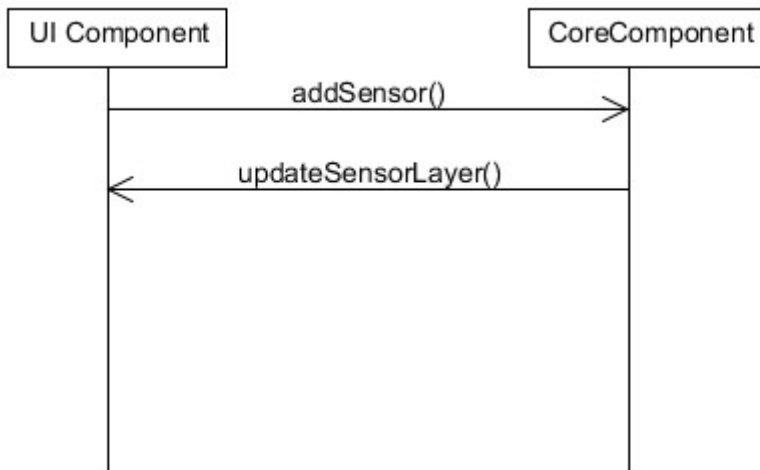 UI Component
CoreComponent
addSensor()
updateSensorLayer()